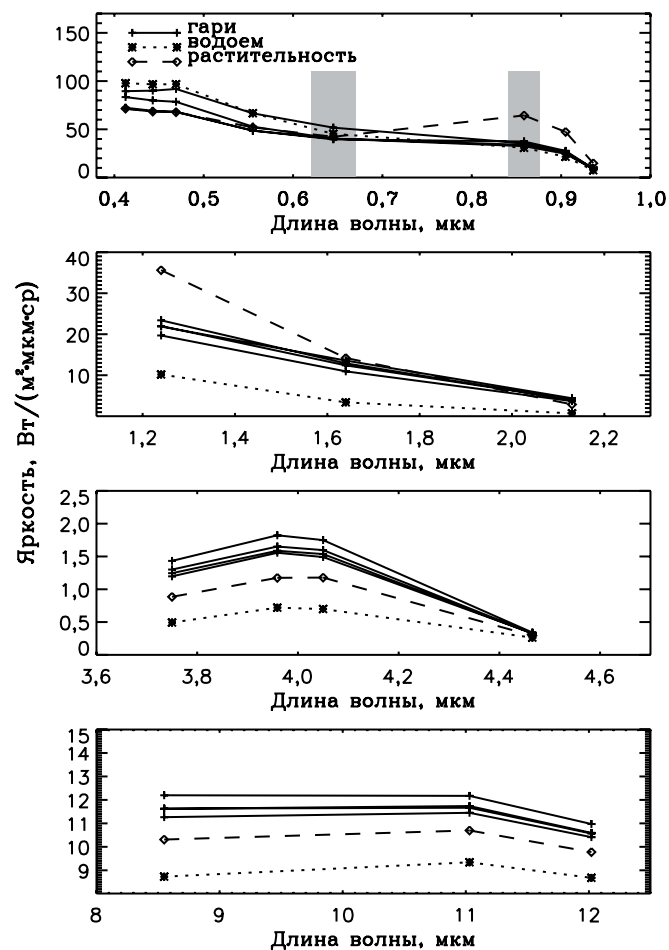 150
100
50
0
гари
водоем
растительность
0,4 0,5 0,6 0,7 0,8 0,9 1,0
Длина волны, мкм
40
30
20
10
1,2 1,4 1,6 1,8 2,0 2,2
Длина волны, мкм
Яркость, Вт/(м²·мкм·ср)
2,5
2,0
1,5
1,0
0,5
0
3,6 3,8 4,0 4,2 4,4 4,6
Длина волны, мкм
15
14
13
12
11
10
9
8 9 10 11 12
Длина волны, мкм